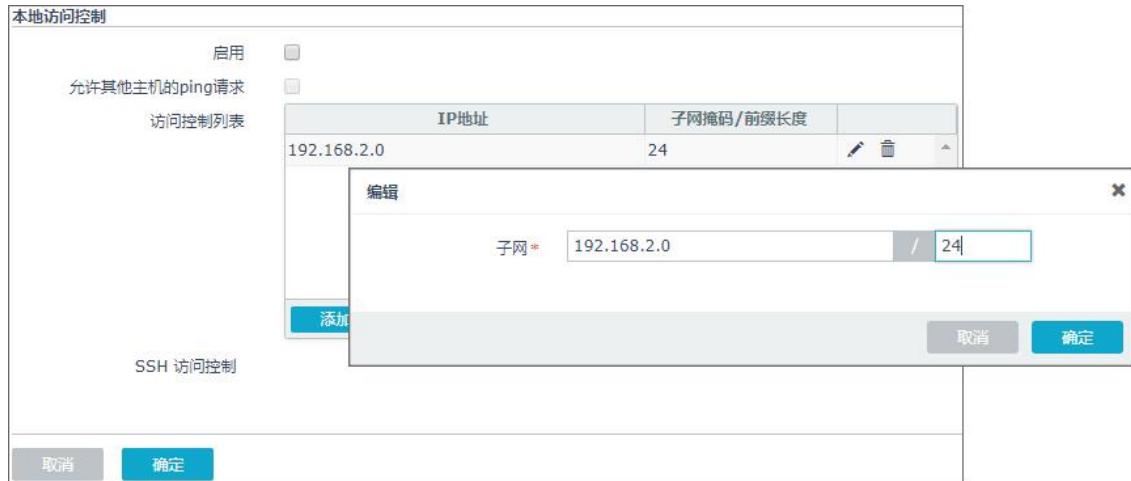 本地访问控制
启用
允许其他主机的ping请求
访问控制列表
IP地址 子网掩码/前缀长度
192.168.2.0 24
编辑
子网* 192.168.2.0 / 24
添加
取消 确定
SSH 访问控制
取消 确定